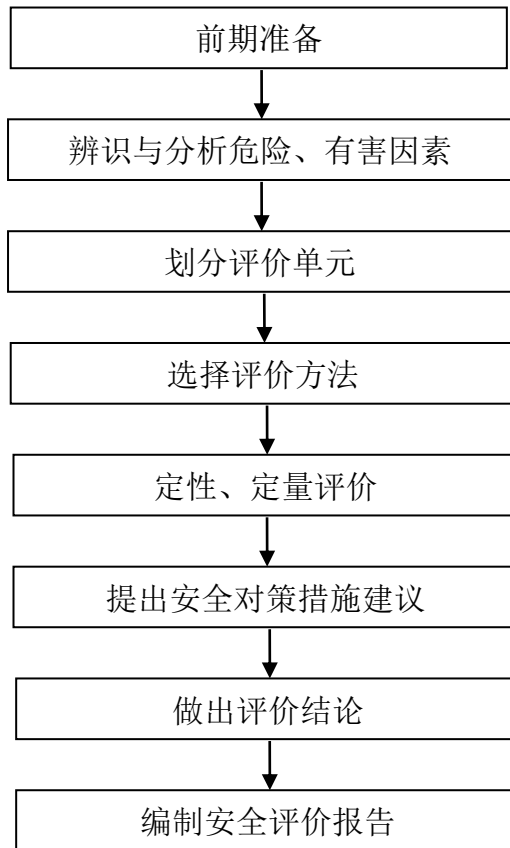 前期准备
辨识与分析危险、有害因素
划分评价单元
选择评价方法
定性、定量评价
提出安全对策措施建议
做出评价结论
编制安全评价报告